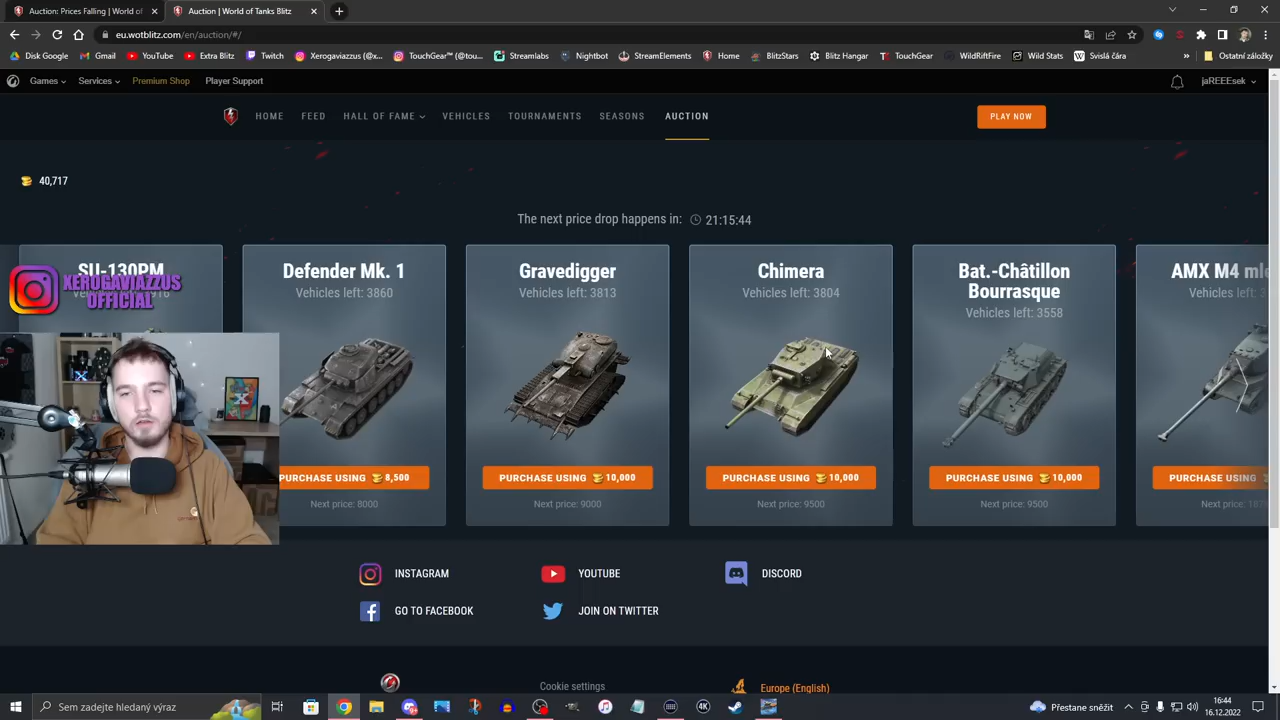 Auction: Prices Falling | World of
Auction | World of Tanks Blitz
eu.wotblitz.com/en/auction/#/
Disk Google
Gmail
YouTube
Extra Blitz
Twitch
Xerogaviazzus (@x...
TouchGear™ (@tou...
Streamlabs
Nightbot
StreamElements
Home
BlitzStars
Blitz Hangar
TouchGear
WildRiftFire
Wild Stats
Svislá čára
»
Ostatní záložky
Games
Services
Premium Shop
Player Support
jaREEEsek
HOME
FEED
HALL OF FAME
VEHICLES
TOURNAMENTS
SEASONS
AUCTION
PLAY NOW
40,717
The next price drop happens in: 21:15:44
SU-130PM
XEROGAVIAZZUS
OFFICIAL
Defender Mk. 1
Vehicles left: 3860
PURCHASE USING 8,500
Next price: 8000
Gravedigger
Vehicles left: 3813
PURCHASE USING 10,000
Next price: 9000
Chimera
Vehicles left: 3804
PURCHASE USING 10,000
Next price: 9500
Bat.-Châtillon
Bourrasque
Vehicles left: 3558
PURCHASE USING 10,000
Next price: 9500
AMX M4 mle
Vehicles left:
PURCHASE USING
Next price:
INSTAGRAM
YOUTUBE
DISCORD
GO TO FACEBOOK
JOIN ON TWITTER
Cookie settings
Europe (English)
Sem zadejte hledaný výraz
4K
Přestane sněžit
16:44
16.12.2022